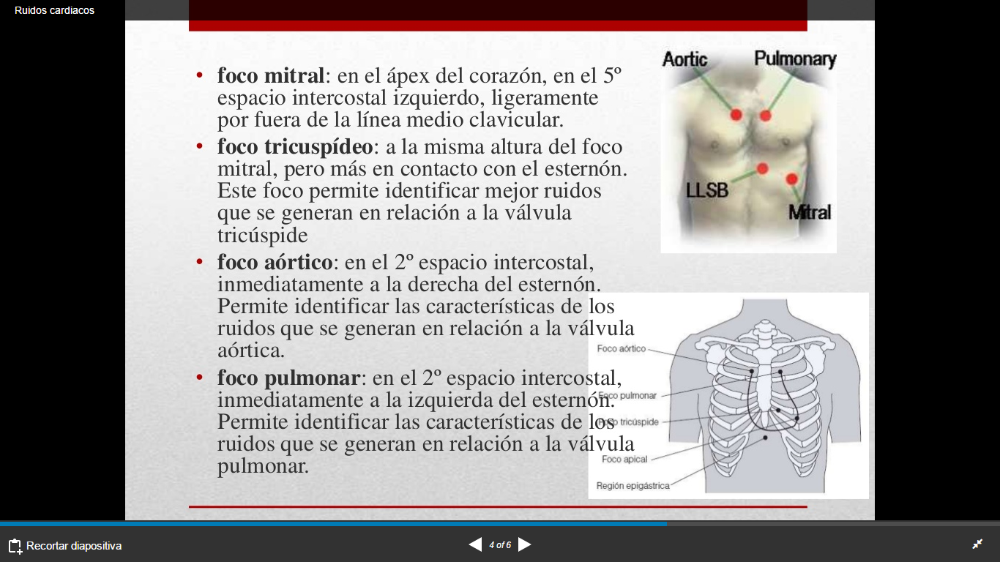 Ruidos cardiacos
• foco mitral: en el ápex del corazón, en el 5º
espacio intercostal izquierdo, ligeramente
por fuera de la línea medio clavicular.
• foco tricuspídeo: a la misma altura del foco
mitral, pero más en contacto con el esternón.
Este foco permite identificar mejor ruidos
que se generan en relación a la válvula
tricúspide
• foco aórtico: en el 2º espacio intercostal,
inmediatamente a la derecha del esternón.
Permite identificar las características de los
ruidos que se generan en relación a la válvula
aórtica.
• foco pulmonar: en el 2º espacio intercostal,
inmediatamente a la izquierda del esternón.
Permite identificar las características de los
ruidos que se generan en relación a la válvula
pulmonar.
Aortic
Pulmonary
LLSB
Mitral
Foco aórtico
Foco pulmonar
Foco tricúspide
Foco apical
Región epigástrica
Recortar diapositiva
4 of 6